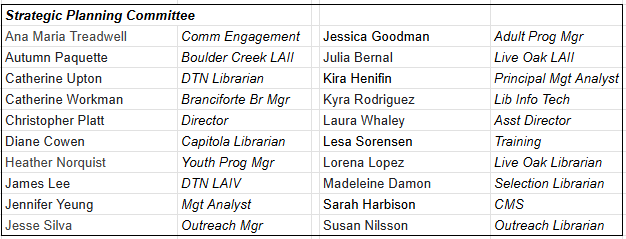 Strategic Planning Committee
Ana Maria Treadwell Comm Engagement Jessica Goodman Adult Prog Mgr
Autumn Paquette Boulder Creek LAII Julia Bernal Live Oak LAII
Catherine Upton DTN Librarian Kira Henifin Principal Mgt Analyst
Catherine Workman Branciforte Br Mgr Kyra Rodriguez Lib Info Tech
Christopher Platt Director Laura Whaley Asst Director
Diane Cowen Capitola Librarian Lesa Sorensen Training
Heather Norquist Youth Prog Mgr Lorena Lopez Live Oak Librarian
James Lee DTN LAIV Madeleine Damon Selection Librarian
Jennifer Yeung Mgt Analyst Sarah Harbison CMS
Jesse Silva Outreach Mgr Susan Nilsson Outreach Librarian